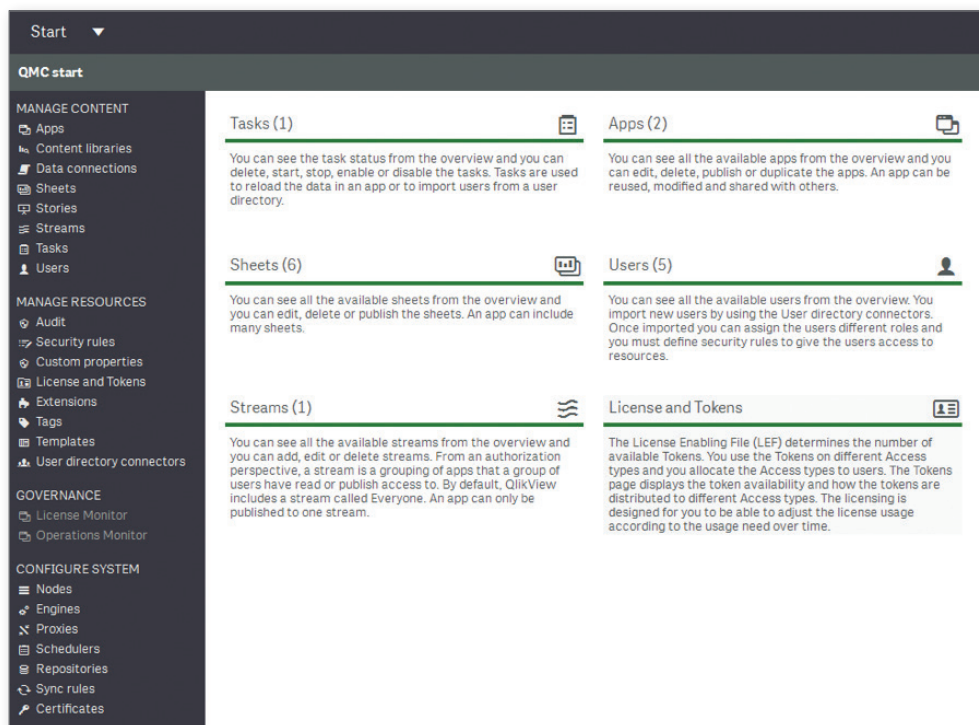 Start
QMC start
MANAGE CONTENT
Apps
Content libraries
Data connections
Sheets
Stories
Streams
Tasks
Users
MANAGE RESOURCES
Audit
Security rules
Custom properties
License and Tokens
Extensions
Tags
Templates
User directory connectors
GOVERNANCE
License Monitor
Operations Monitor
CONFIGURE SYSTEM
Nodes
Engines
Proxies
Schedulers
Repositories
Sync rules
Certificates
Tasks (1)
You can see the task status from the overview and you can
delete, start, stop, enable or disable the tasks. Tasks are used
to reload the data in an app or to import users from a user
directory.
Apps (2)
You can see all the available apps from the overview and you
can edit, delete, publish or duplicate the apps. An app can be
reused, modified and shared with others.
Sheets (6)
You can see all the available sheets from the overview and
you can edit, delete or publish the sheets. An app can include
many sheets.
Users (5)
You can see all the available users from the overview. You
import new users by using the User directory connectors.
Once imported you can assign the users different roles and
you must define security rules to give the users access to
resources.
Streams (1)
You can see all the available streams from the overview and
you can add, edit or delete streams. From an authorization
perspective, a stream is a grouping of apps that a group of
users have read or publish access to. By default, QlikView
includes a stream called Everyone. An app can only be
published to one stream.
License and Tokens
The License Enabling File (LEF) determines the number of
available Tokens. You use the Tokens on different Access
types and you allocate the Access types to users. The Tokens
page displays the token availability and how the tokens are
distributed to different Access types. The licensing is
designed for you to be able to adjust the license usage
according to the usage need over time.